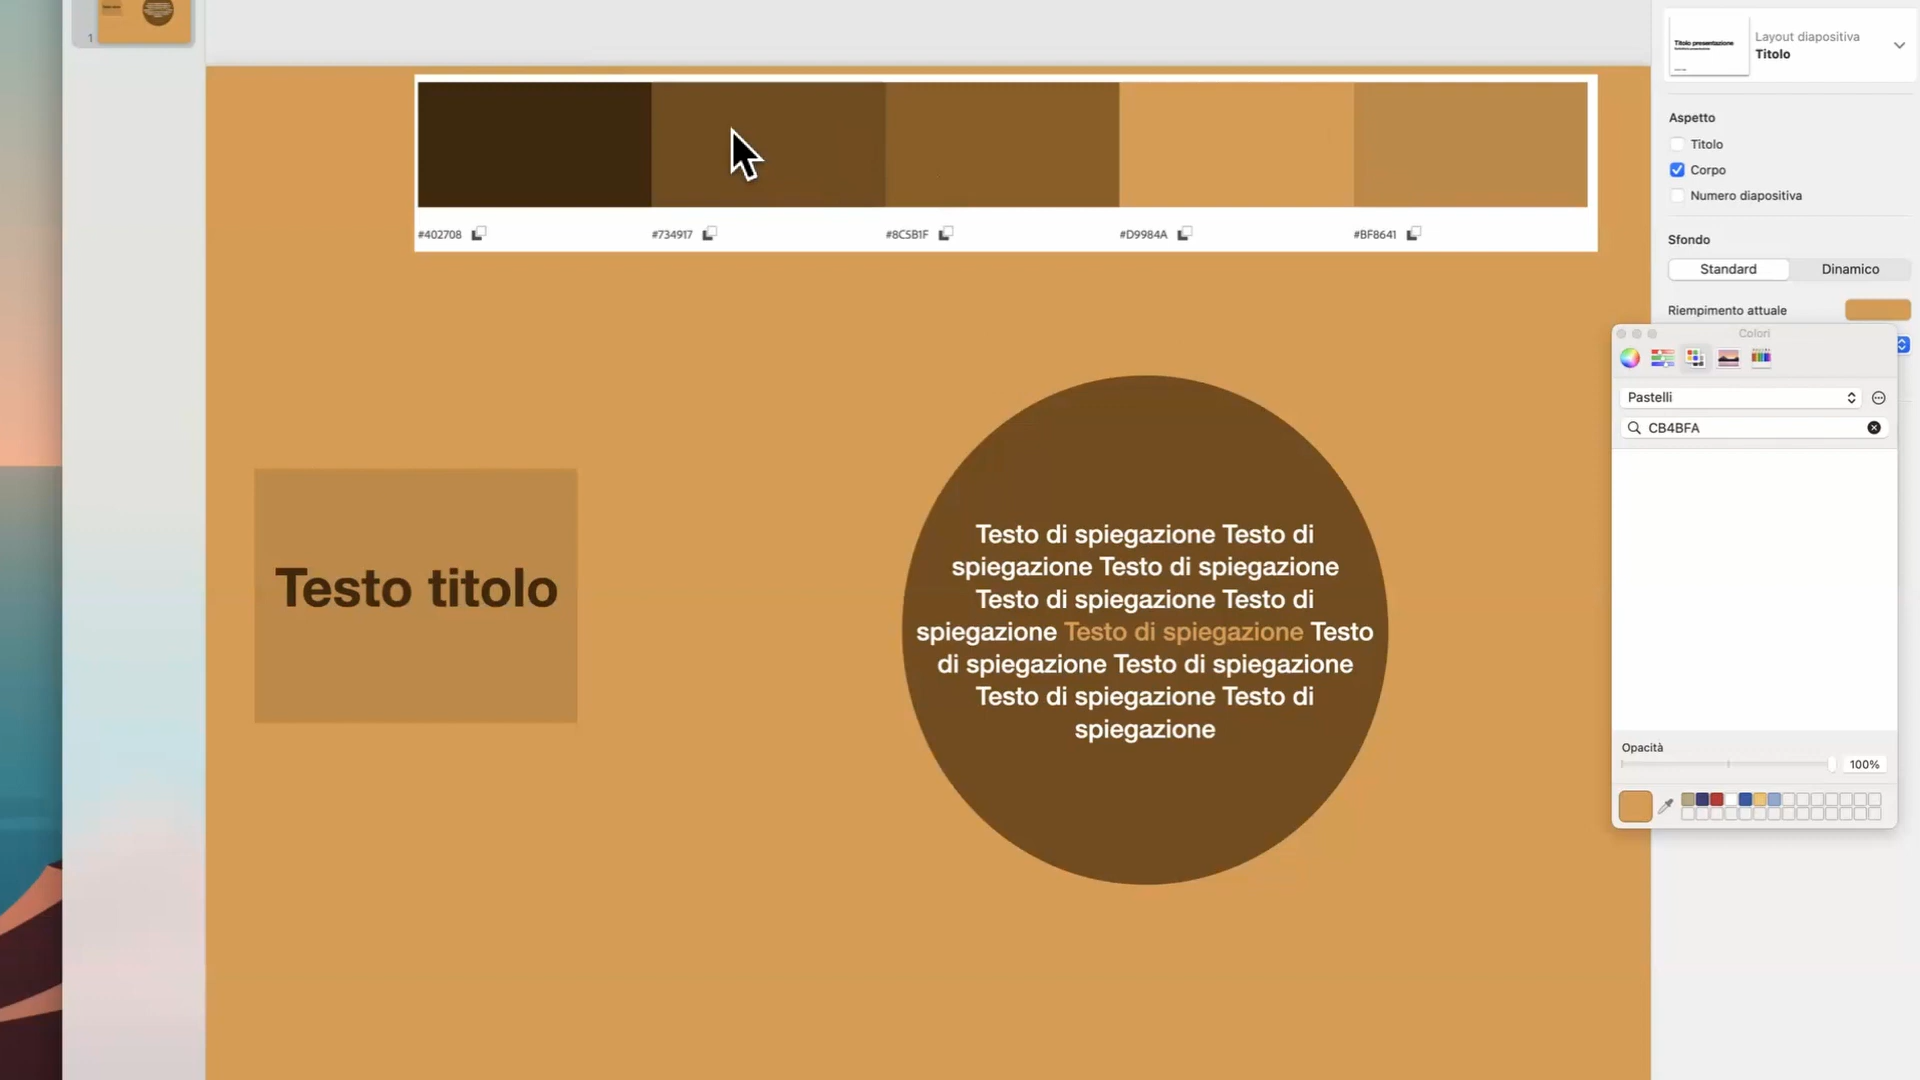 1
#402708
#734917
#8C5B1F
#D9984A
#BF8641
Testo titolo
Testo di spiegazione Testo di
spiegazione Testo di spiegazione
Testo di spiegazione Testo di
spiegazione Testo di spiegazione Testo
di spiegazione Testo di spiegazione
Testo di spiegazione Testo di
spiegazione
Titolo presentazione
Layout diapositiva
Titolo
Aspetto
Titolo
Corpo
Numero diapositiva
Sfondo
Standard
Dinamico
Riempimento attuale
Colori
Pastelli
CB4BFA
Opacità
100%